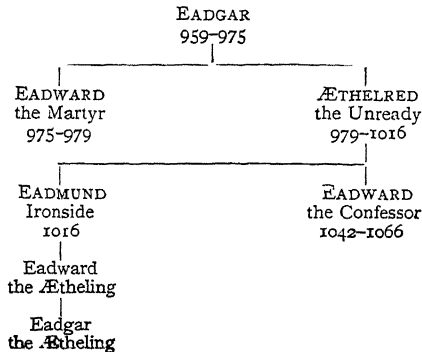 EADGAR
959–975
EADWARD
the Martyr
975–979
ÆTHELRED
the Unready
979–1016
EADMUND
Ironside
1016
EADWARD
the Confessor
1042–1066
Eadward
the Ætheling
Eadgar
the Ætheling